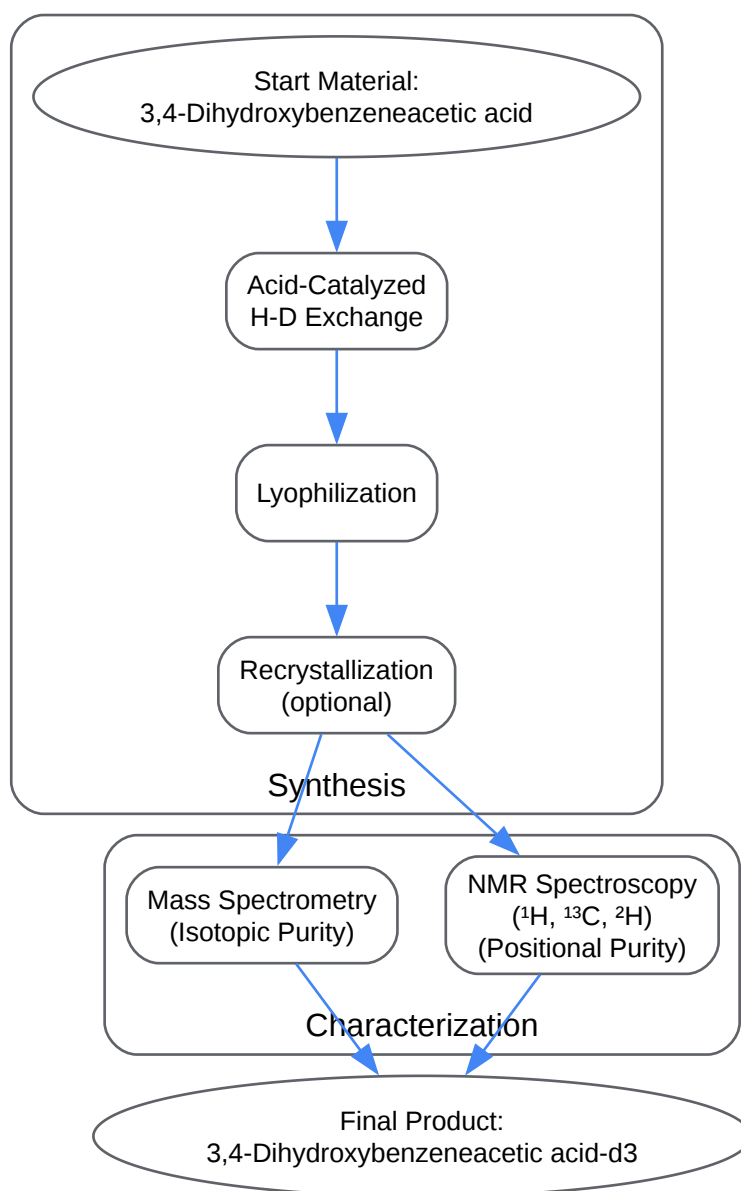 Start Material:
3,4-Dihydroxybenzeneacetic acid
Acid-Catalyzed
H-D Exchange
Lyophilization
Recrystallization
(optional)
Synthesis
Mass Spectrometry
(Isotopic Purity)
NMR Spectroscopy
(¹H, ¹³C, ²H)
(Positional Purity)
Characterization
Final Product:
3,4-Dihydroxybenzeneacetic acid-d3